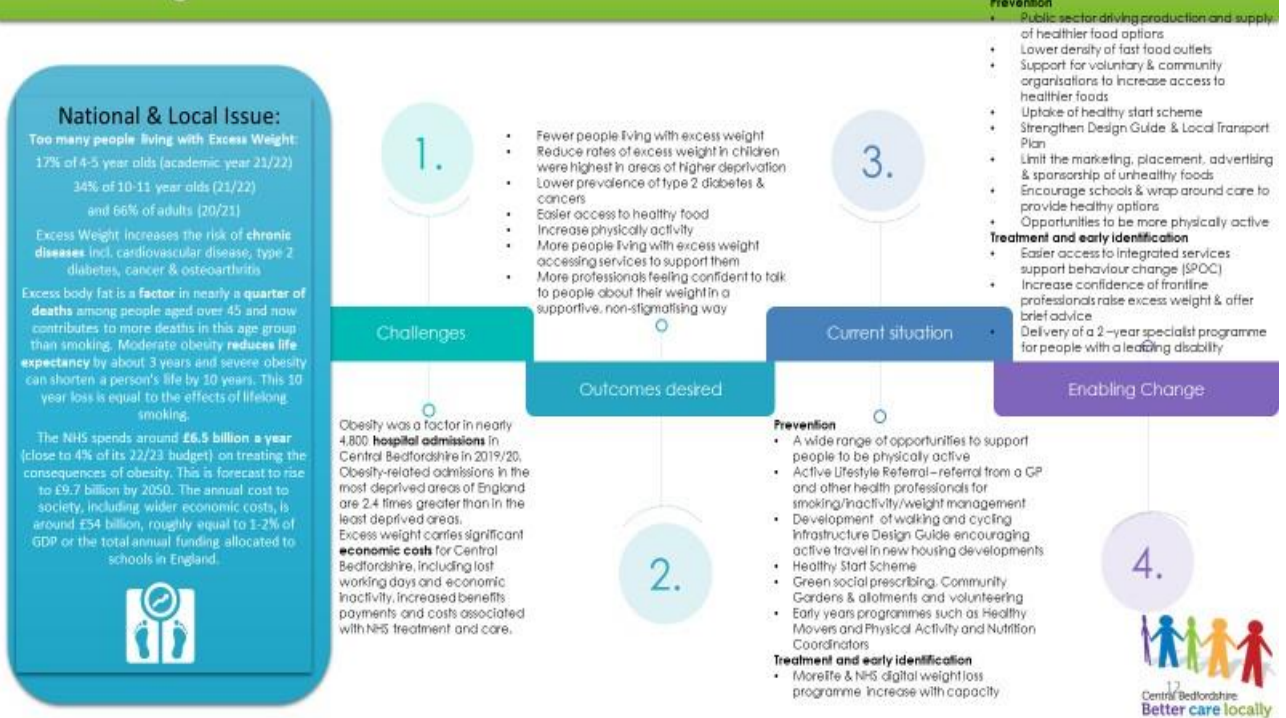 National & Local Issue:
Too many people living with Excess Weight:
17% of 4-5 year olds (academic year 21/22)
34% of 10-11 year olds (21/22)
and 66% of adults (20/21)
Excess Weight increases the risk of chronic
diseases incl. cardiovascular disease, type 2
diabetes, cancer & osteoarthritis
Excess body fat is a factor in nearly a quarter of
deaths among people aged over 45 and now
contributes to more deaths in this age group
than smoking. Moderate obesity reduces life
expectancy by about 3 years and severe obesity
can shorten a person's life by 10 years. This 10
year loss is equal to the effects of lifelong
smoking.
The NHS spends around £6.5 billion a year
(close to 4% of its 22/23 budget) on treating the
consequences of obesity. This is forecast to rise
to £9.7 billion by 2050. The annual cost to
society, including wider economic costs, is
around £54 billion, roughly equal to 1-2% of
GDP or the total annual funding allocated to
schools in England.
1.
Challenges
Obesity was a factor in nearly
4,800 hospital admissions in
Central Bedfordshire in 2019/20.
Obesity-related admissions in the
most deprived areas of England
are 2.4 times greater than in the
least deprived areas.
Excess weight carries significant
economic costs for Central
Bedfordshire, including lost
working days and economic
inactivity, increased benefits
payments and costs associated
with NHS treatment and care.
• Fewer people living with excess weight
• Reduce rates of excess weight in children
were highest in areas of higher deprivation
• Lower prevalence of type 2 diabetes &
cancers
• Easier access to healthy food
• Increase physically activity
• More people living with excess weight
accessing services to support them
• More professionals feeling confident to talk
to people about their weight in a
supportive, non-stigmatising way
Outcomes desired
2.
3.
Current situation
Prevention
• A wide range of opportunities to support
people to be physically active
• Active Lifestyle Referral – referral from a GP
and other health professionals for
smoking/inactivity/weight management
• Development of walking and cycling
Infrastructure Design Guide encouraging
active travel in new housing developments
• Healthy Start Scheme
• Green social prescribing, Community
Gardens & allotments and volunteering
• Early years programmes such as Healthy
Movers and Physical Activity and Nutrition
Coordinators
Treatment and early identification
• Morelife & NHS digital weight loss
programme increase with capacity
Prevention
• Public sector driving production and supply
of healthier food options
• Lower density of fast food outlets
• Support for voluntary & community
organisations to increase access to
healthier foods
• Uptake of healthy start scheme
• Strengthen Design Guide & Local Transport
Plan
• Limit the marketing, placement, advertising
& sponsorship of unhealthy foods
• Encourage schools & wrap around care to
provide healthy options
• Opportunities to be more physically active
Treatment and early identification
• Easier access to integrated services
support behaviour change (SPOC)
• Increase confidence of frontline
professionals raise excess weight & offer
brief advice
• Delivery of a 2 –year specialist programme
for people with a learning disability
Enabling Change
4.
17
Central Bedfordshire
Better care locally